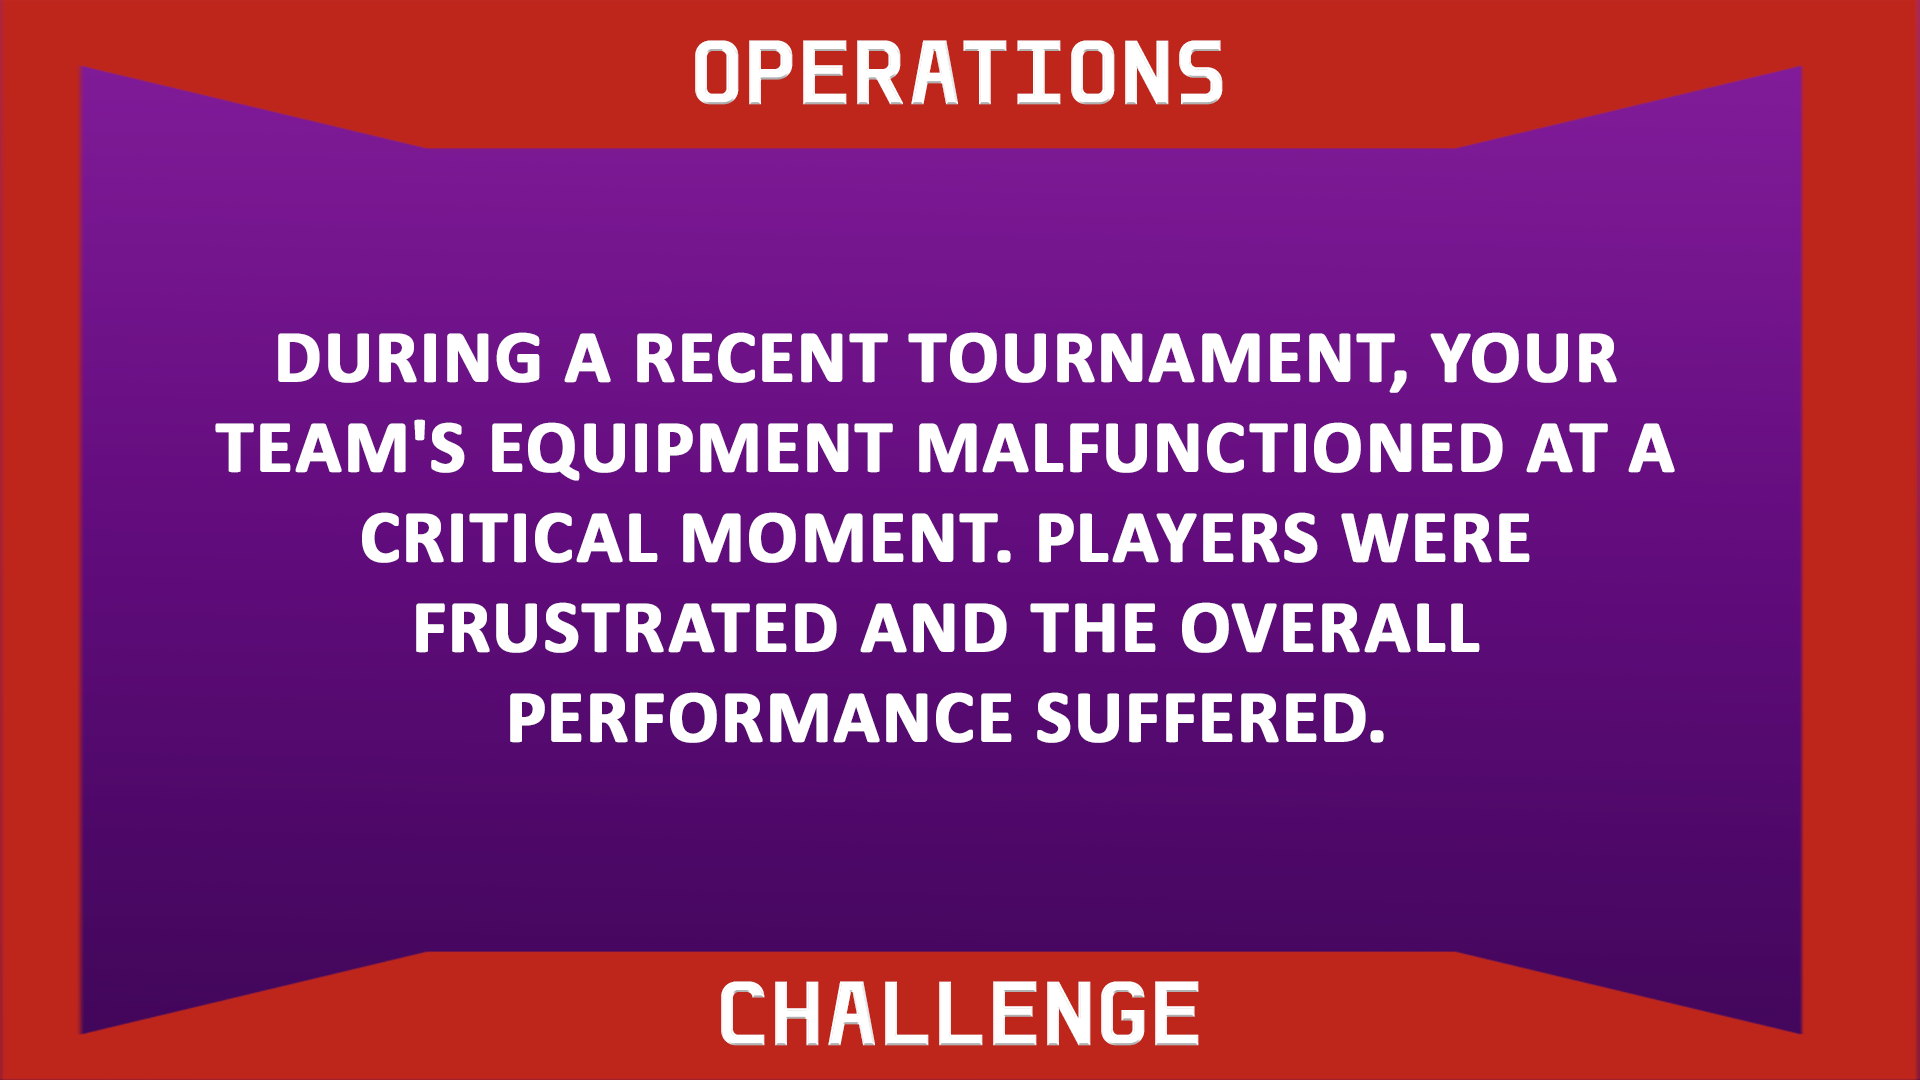 OPERATIONS
DURING A RECENT TOURNAMENT, YOUR
TEAM'S EQUIPMENT MALFUNCTIONED AT A
CRITICAL MOMENT. PLAYERS WERE
FRUSTRATED AND THE OVERALL
PERFORMANCE SUFFERED.
CHALLENGE